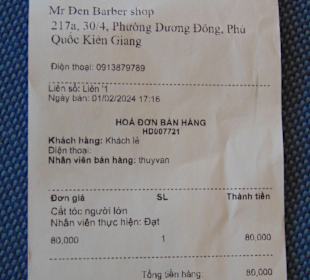 Mr Den Barber shop
217a, 30/4, Phường Dương Đông, Phú
Quốc Kiên Giang
Điện thoại: 0913879789
Liên số: Liên '1
Ngày bán: 01/02/2024 17:16
HOÁ ĐƠN BÁN HÀNG
HD007721
Khách hàng: Khách lẻ
Diện thoại:
Nhân viên bán hàng: thuyvan
Đơn giá SL Thành tiền
Cắt tóc người lớn
Nhân viên thực hiện: Đạt
80,000 1 80,000
Tổng tiền hàng: 80,000